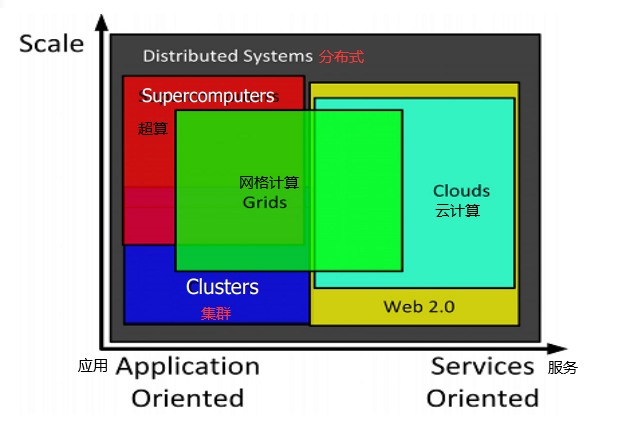 Scale
Distributed Systems 分布式
Supercomputers
超算
网格计算
Grids
Clouds
云计算
Clusters
集群
Web 2.0
应用 Application
Oriented
Services 服务
Oriented